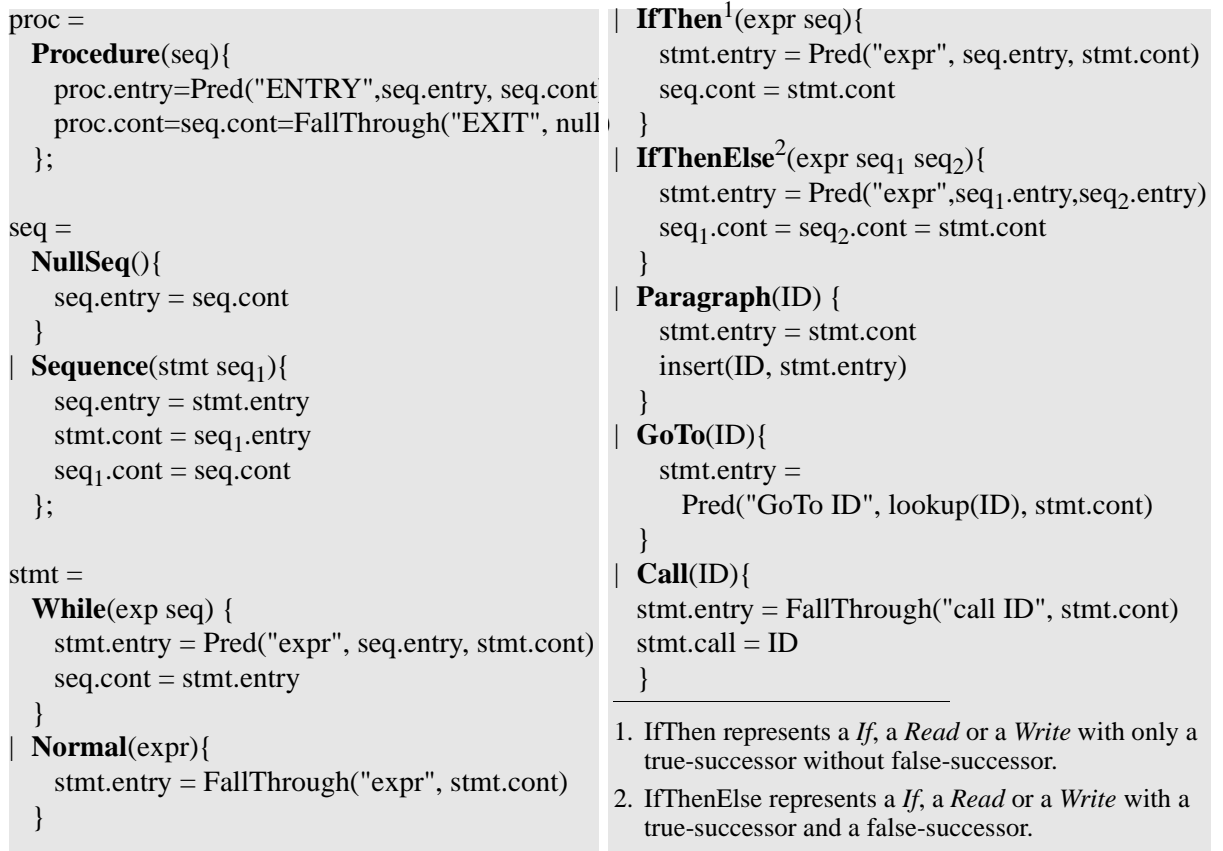 proc =
Procedure(seq){
proc.entry=Pred("ENTRY",seq.entry, seq.cont)
proc.cont=seq.cont=FallThrough("EXIT", null)
};
seq =
NullSeq(){
seq.entry = seq.cont
}
| Sequence(stmt seq1){
seq.entry = stmt.entry
stmt.cont = seq1.entry
seq1.cont = seq.cont
};
stmt =
While(exp seq) {
stmt.entry = Pred("expr", seq.entry, stmt.cont)
seq.cont = stmt.entry
}
| Normal(expr){
stmt.entry = FallThrough("expr", stmt.cont)
}
| IfThen1(expr seq){
stmt.entry = Pred("expr", seq.entry, stmt.cont)
seq.cont = stmt.cont
}
| IfThenElse2(expr seq1 seq2){
stmt.entry = Pred("expr",seq1.entry,seq2.entry)
seq1.cont = seq2.cont = stmt.cont
}
| Paragraph(ID) {
stmt.entry = stmt.cont
insert(ID, stmt.entry)
}
| GoTo(ID){
stmt.entry =
Pred("GoTo ID", lookup(ID), stmt.cont)
}
| Call(ID){
stmt.entry = FallThrough("call ID", stmt.cont)
stmt.call = ID
}
1. IfThen represents a If, a Read or a Write with only a
true-successor without false-successor.
2. IfThenElse represents a If, a Read or a Write with a
true-successor and a false-successor.